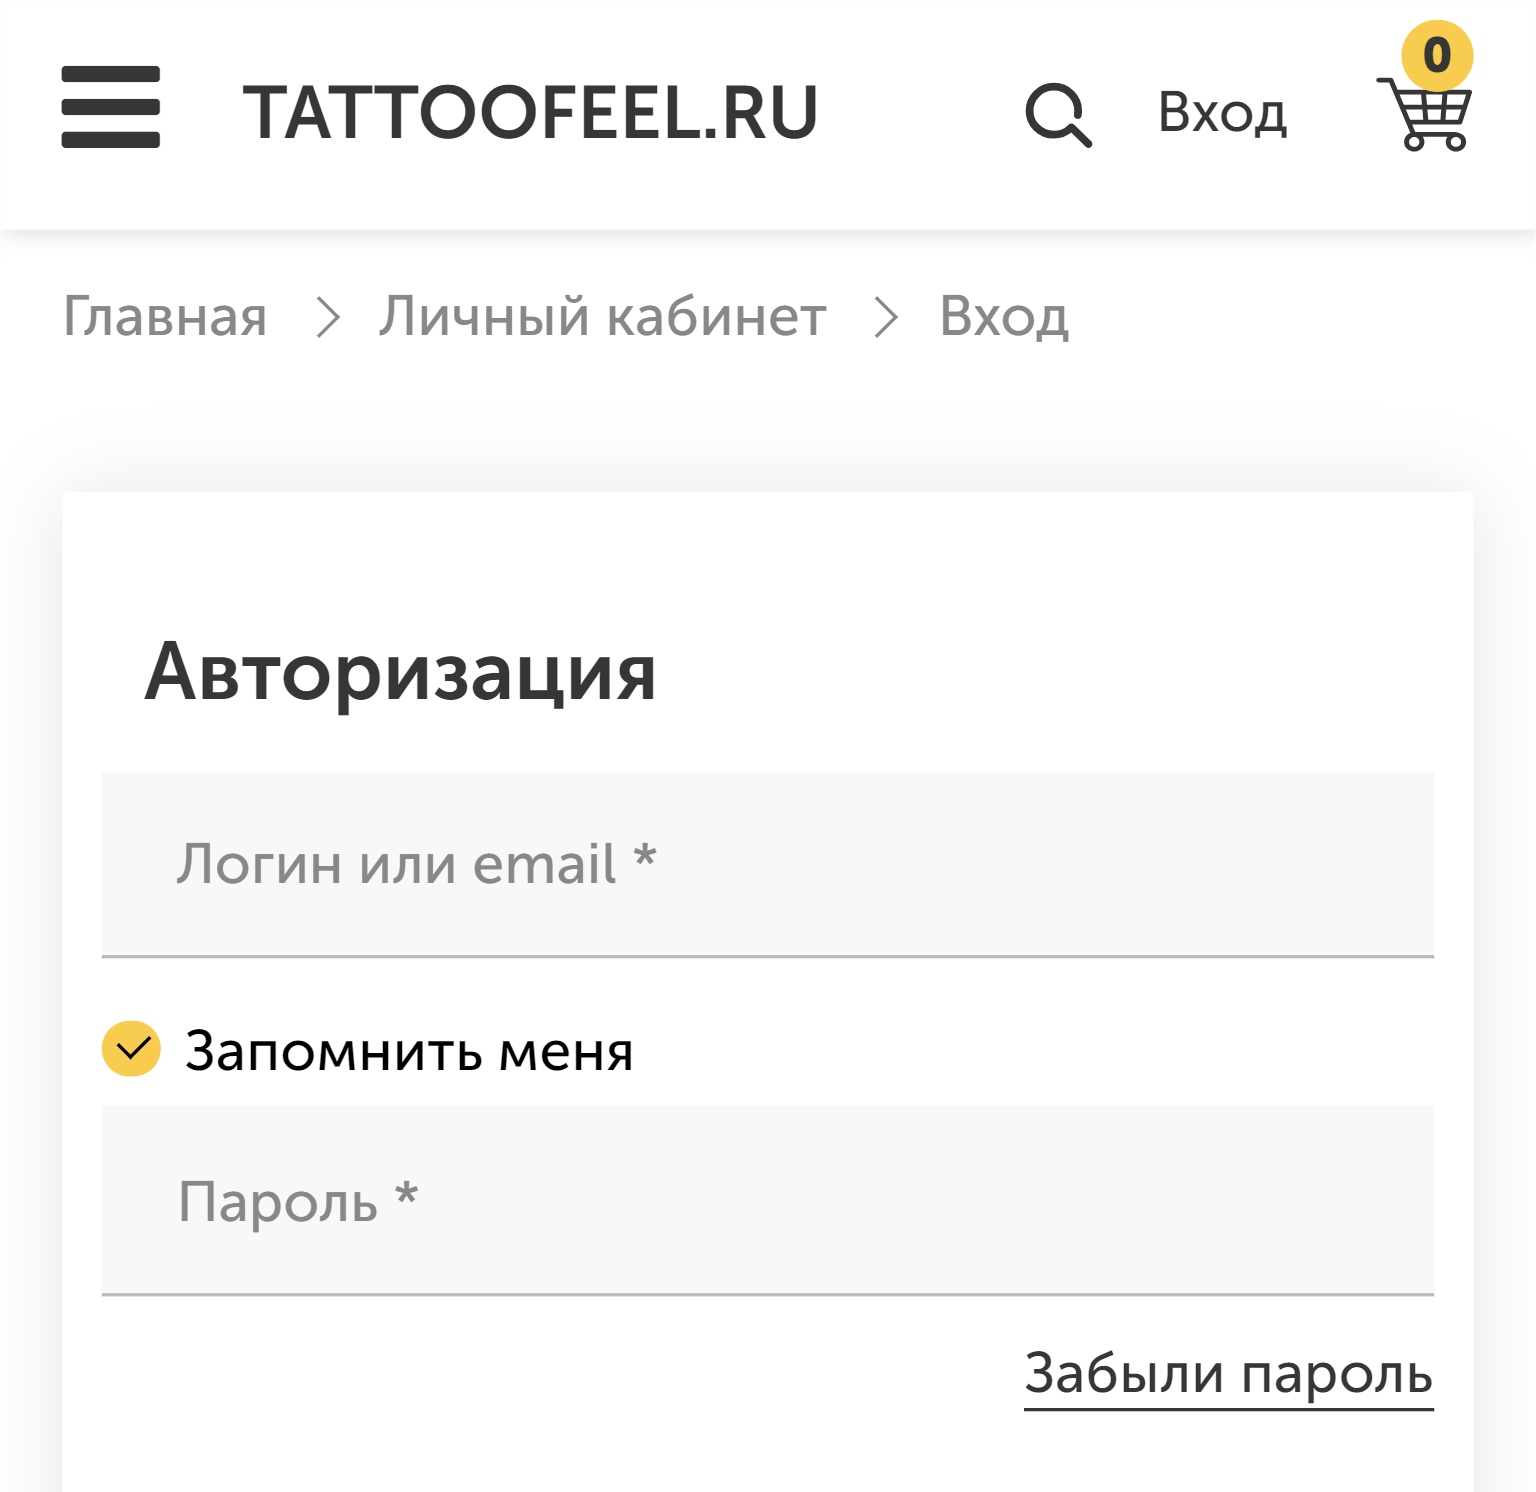 TATTOOFEEL.RU Вход 0
Главная Личный кабинет Вход
Авторизация
Логин или email *
Запомнить меня
Пароль *
Забыли пароль